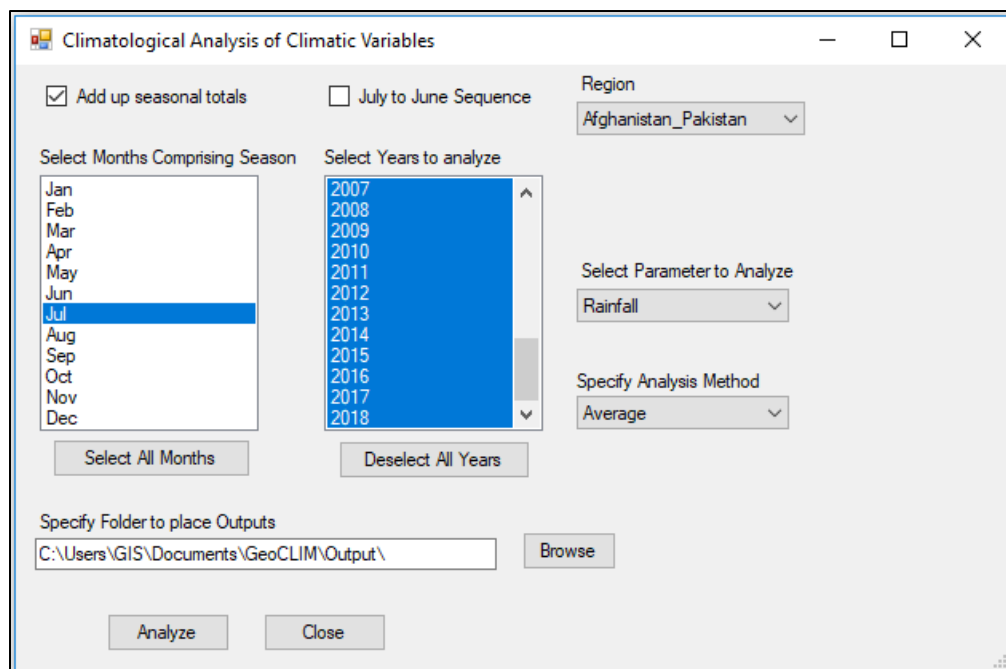 Climatological Analysis of Climatic Variables
Add up seasonal totals
July to June Sequence
Region
Afghanistan_Pakistan
Select Months Comprising Season
Jan
Feb
Mar
Apr
May
Jun
Jul
Aug
Sep
Oct
Nov
Dec
Select All Months
Select Years to analyze
2007
2008
2009
2010
2011
2012
2013
2014
2015
2016
2017
2018
Deselect All Years
Select Parameter to Analyze
Rainfall
Specify Analysis Method
Average
Specify Folder to place Outputs
C:\Users\GIS\Documents\GeoCLIM\Output\
Browse
Analyze
Close